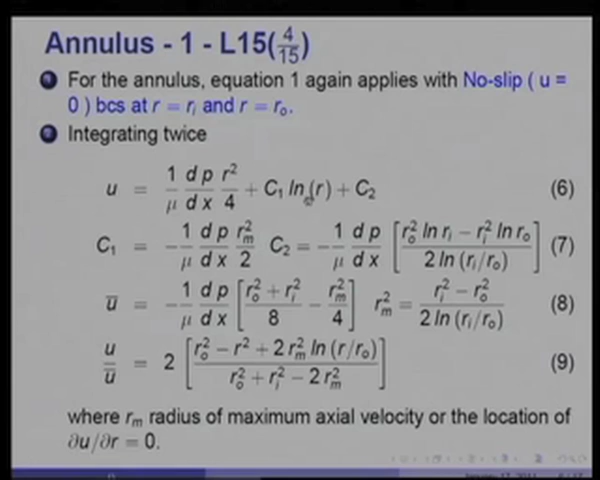 Annulus - 1 - L15(4/15)
1 For the annulus, equation 1 again applies with No-slip ( u =
0 ) bcs at r = r_i and r = r_o.
2 Integrating twice
u = 1/μ dp/dx r²/4 + C₁ ln (r) + C₂ (6)
C₁ = −1/μ dp/dx r_m²/2 C₂ = −1/μ dp/dx [r_o² ln r_i − r_i² ln r_o / 2 ln (r_i/r_o)] (7)
u̅ = −1/μ dp/dx [r_o² + r_i²/8 − r_m²/4] r_m² = r_i² − r_o² / 2 ln (r_i/r_o) (8)
u/u̅ = 2 [r_o² − r² + 2 r_m² ln (r/r_o) / r_o² + r_i² − 2 r_m²] (9)
where r_m radius of maximum axial velocity or the location of
∂u/∂r = 0.